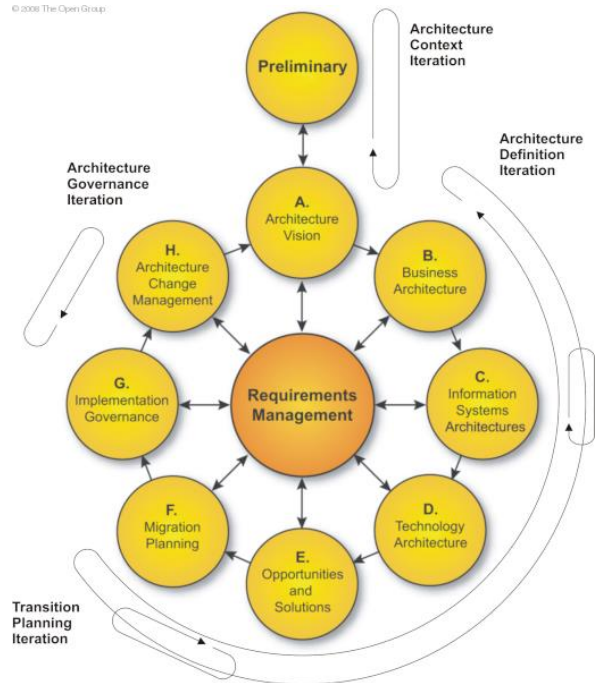 © 2008 The Open Group
Preliminary
Architecture
Context
Iteration
Architecture
Definition
Iteration
Architecture
Governance
Iteration
A.
Architecture
Vision
B.
Business
Architecture
H.
Architecture
Change
Management
C.
Information
Systems
Architectures
Requirements
Management
G.
Implementation
Governance
D.
Technology
Architecture
F.
Migration
Planning
E.
Opportunities
and
Solutions
Transition
Planning
Iteration